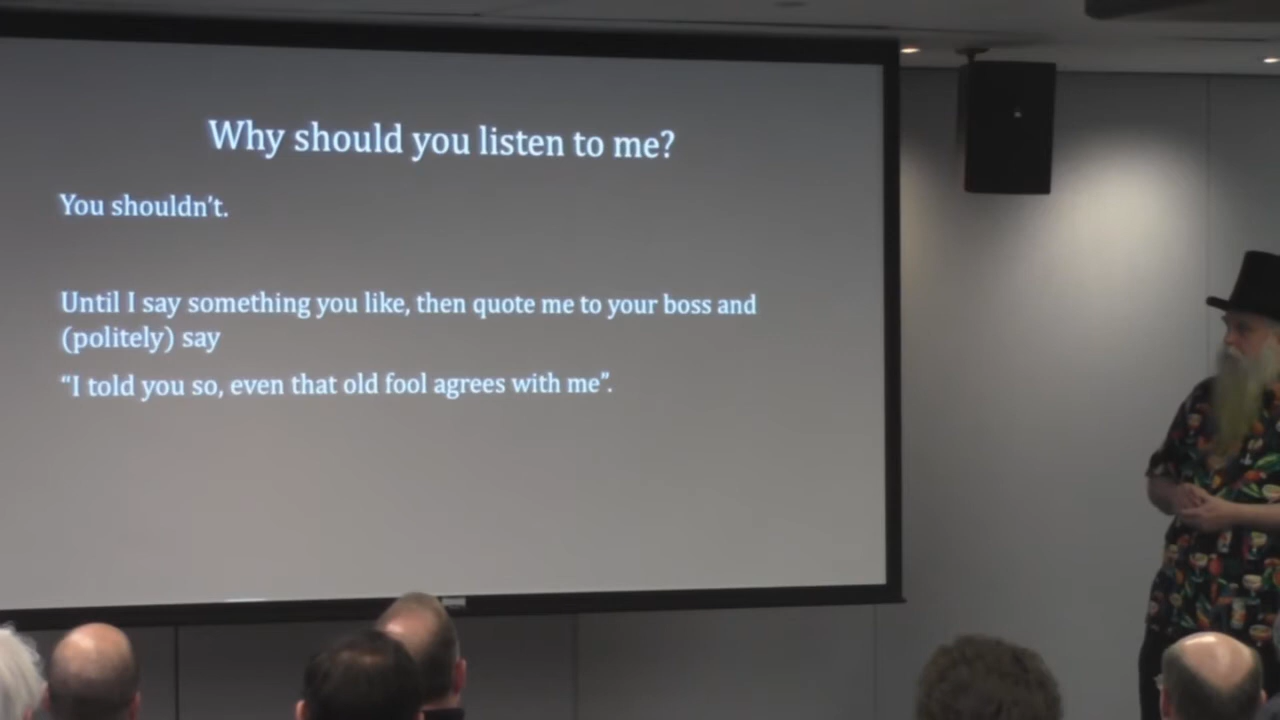 Why should you listen to me?
You shouldn't.
Until I say something you like, then quote me to your boss and
(politely) say
“I told you so, even that old fool agrees with me”.